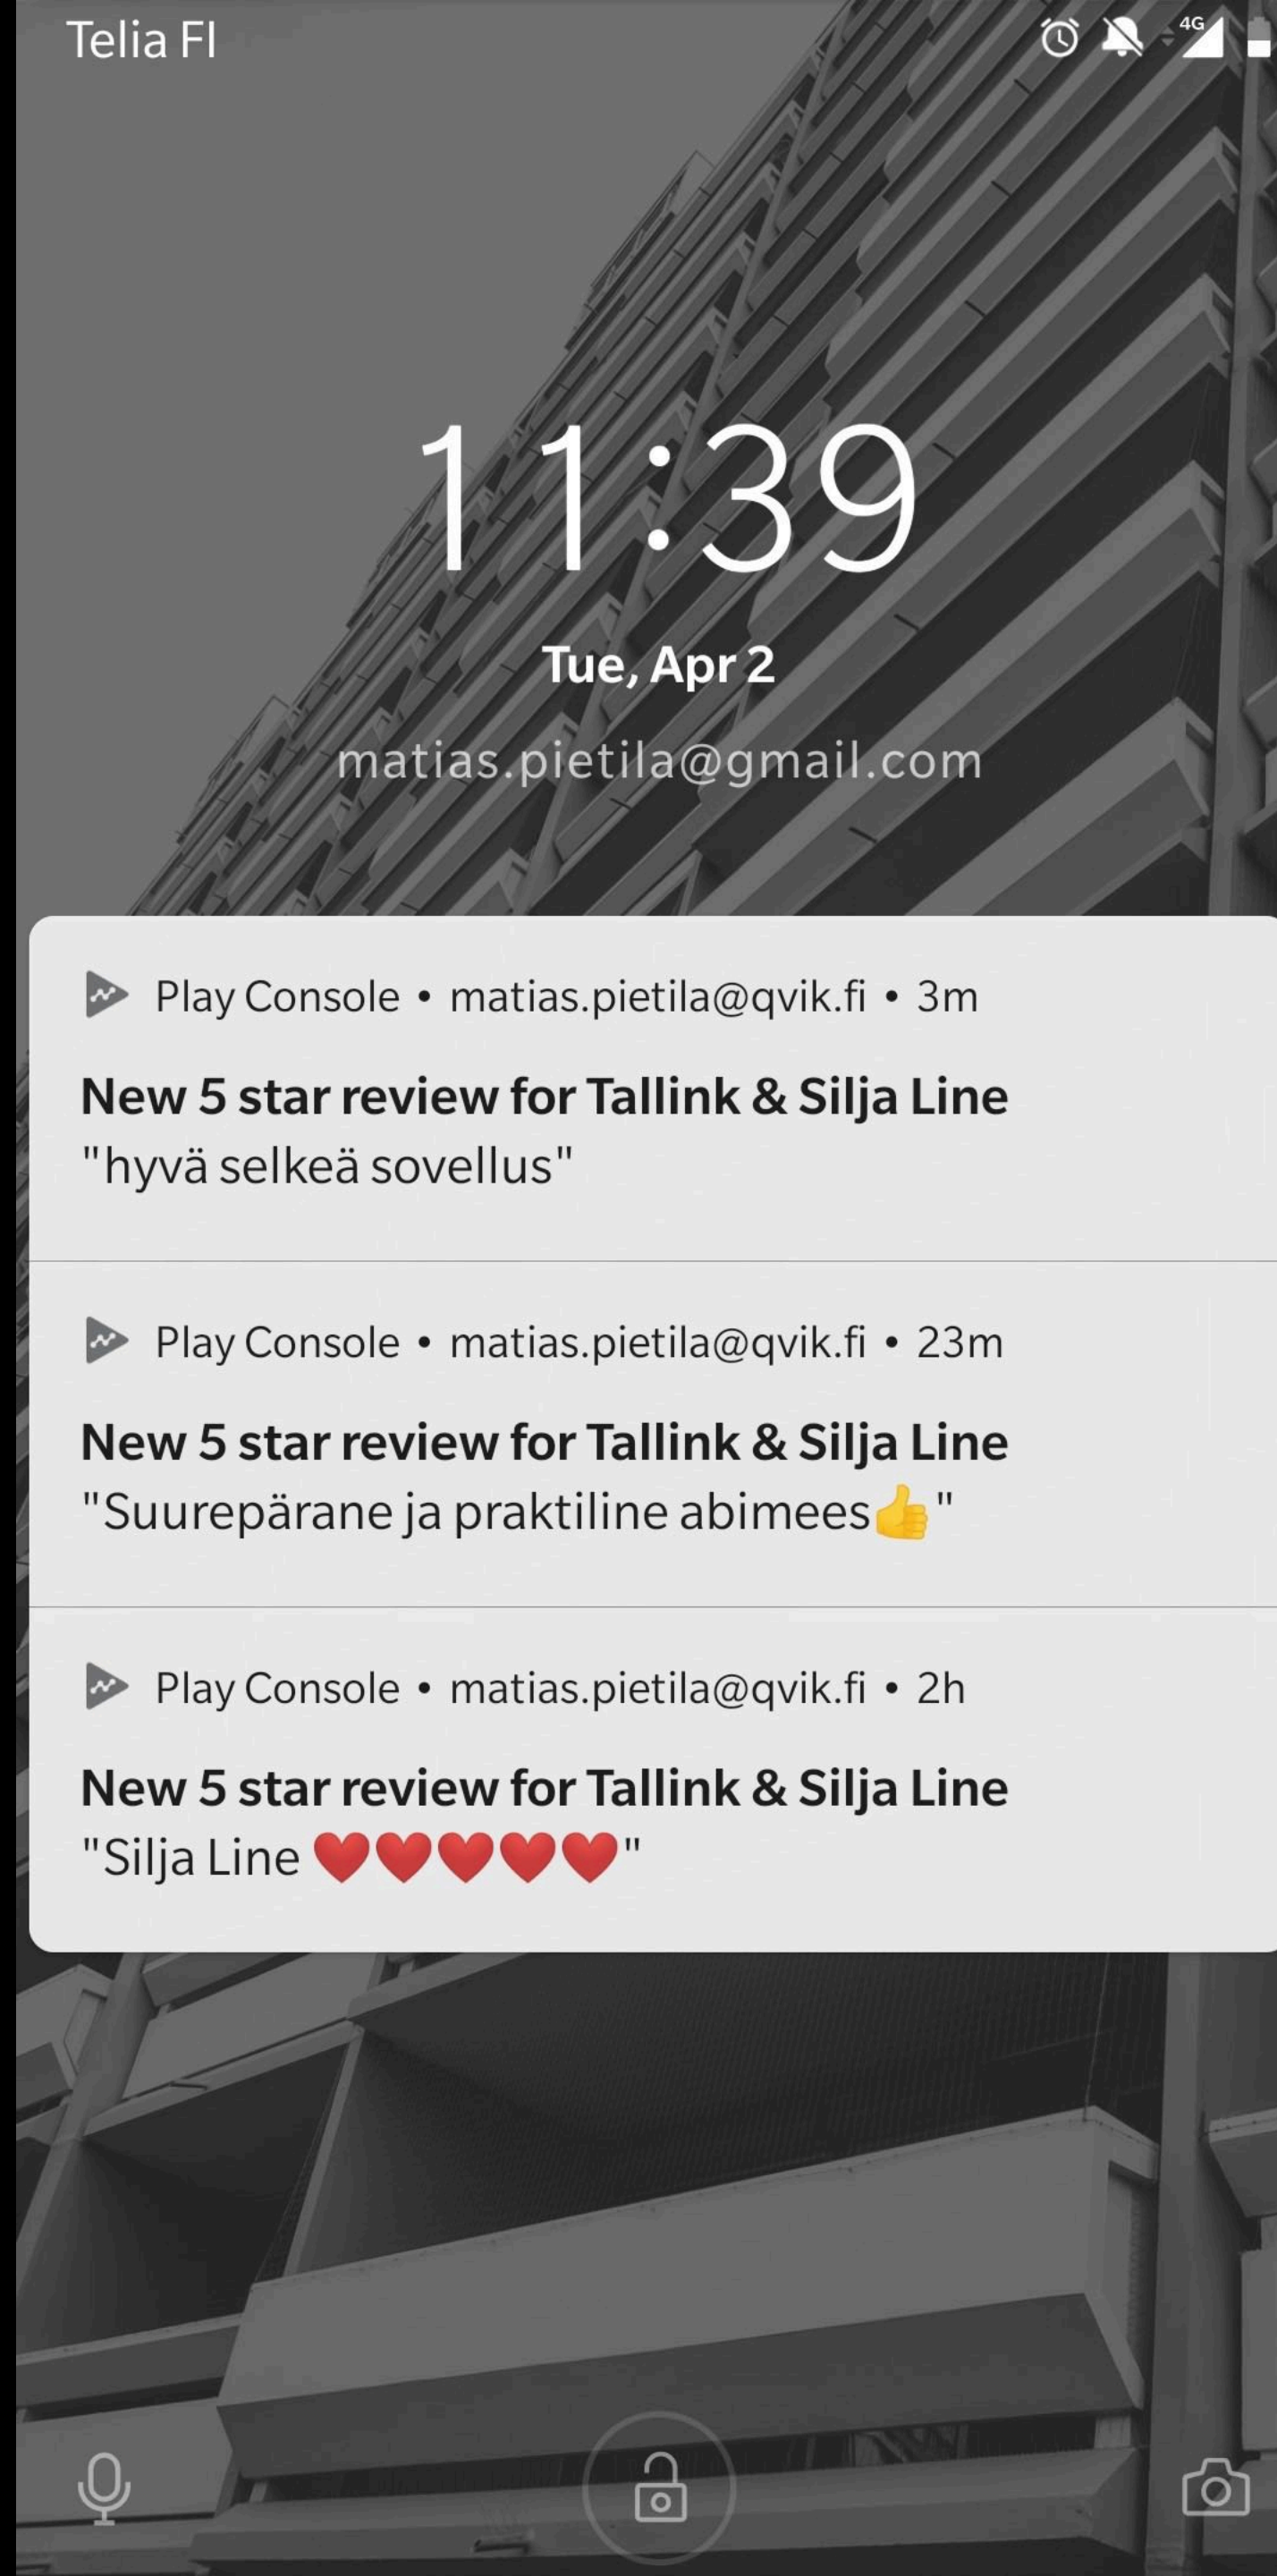 Telia FI
4G
11:39
Tue, Apr 2
matias.pietila@gmail.com
Play Console • matias.pietila@qvik.fi • 3m
New 5 star review for Tallink & Silja Line
"hyvä selkeä sovellus"
Play Console • matias.pietila@qvik.fi • 23m
New 5 star review for Tallink & Silja Line
"Suurepärane ja praktiline abimees👍"
Play Console • matias.pietila@qvik.fi • 2h
New 5 star review for Tallink & Silja Line
"Silja Line ❤️❤️❤️❤️❤️"